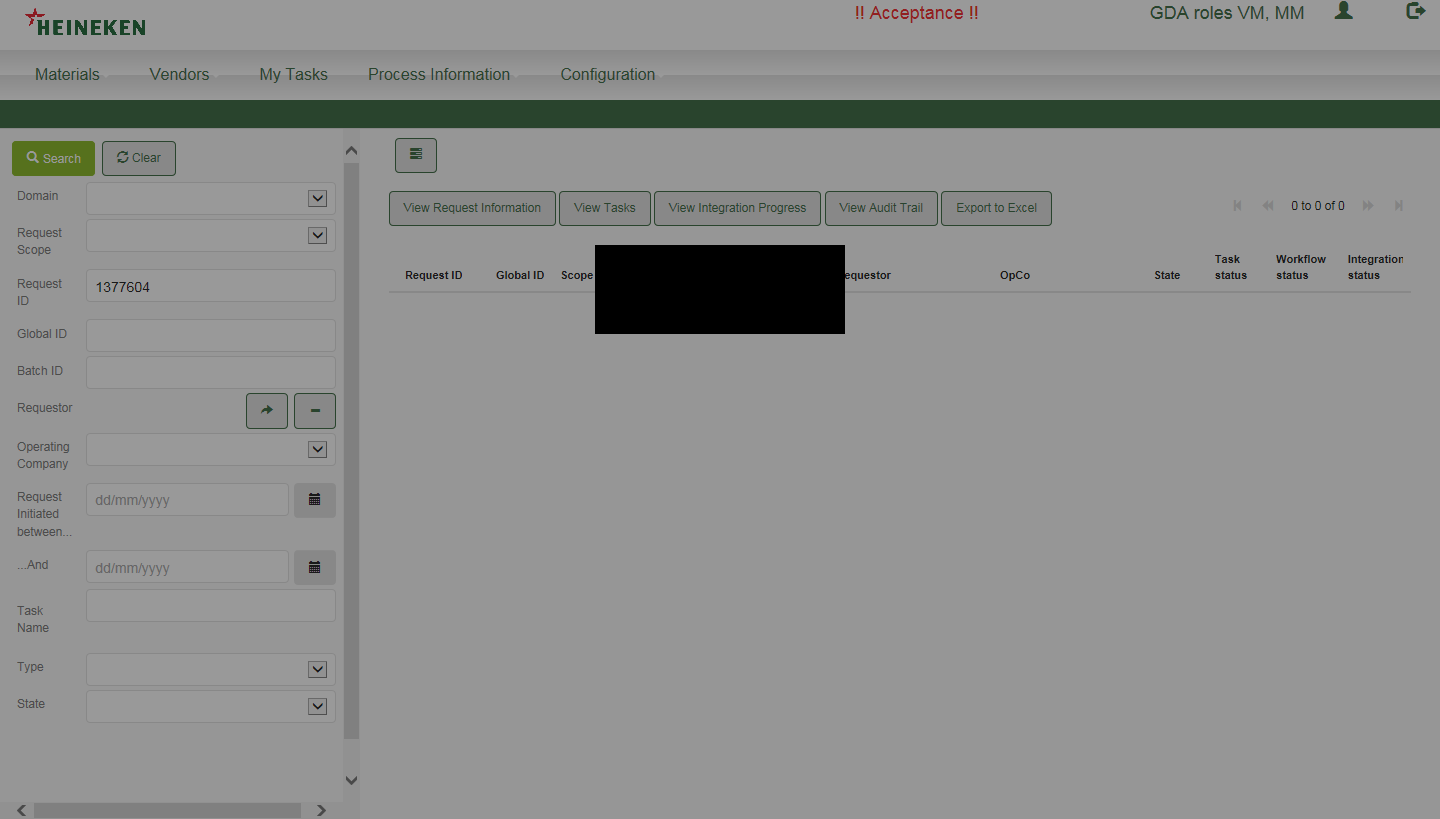 HEINEKEN
!! Acceptance !!
GDA roles VM, MM
Materials
Vendors
My Tasks
Process Information
Configuration
Search
Clear
Domain
Request
Scope
Request
ID
1377604
Global ID
Batch ID
Requestor
Operating
Company
Request
Initiated
between...
dd/mm/yyyy
...And
dd/mm/yyyy
Task
Name
Type
State
View Request Information
View Tasks
View Integration Progress
View Audit Trail
Export to Excel
0 to 0 of 0
Request ID
Global ID
Scope
equestor
OpCo
State
Task
status
Workflow
status
Integration
status